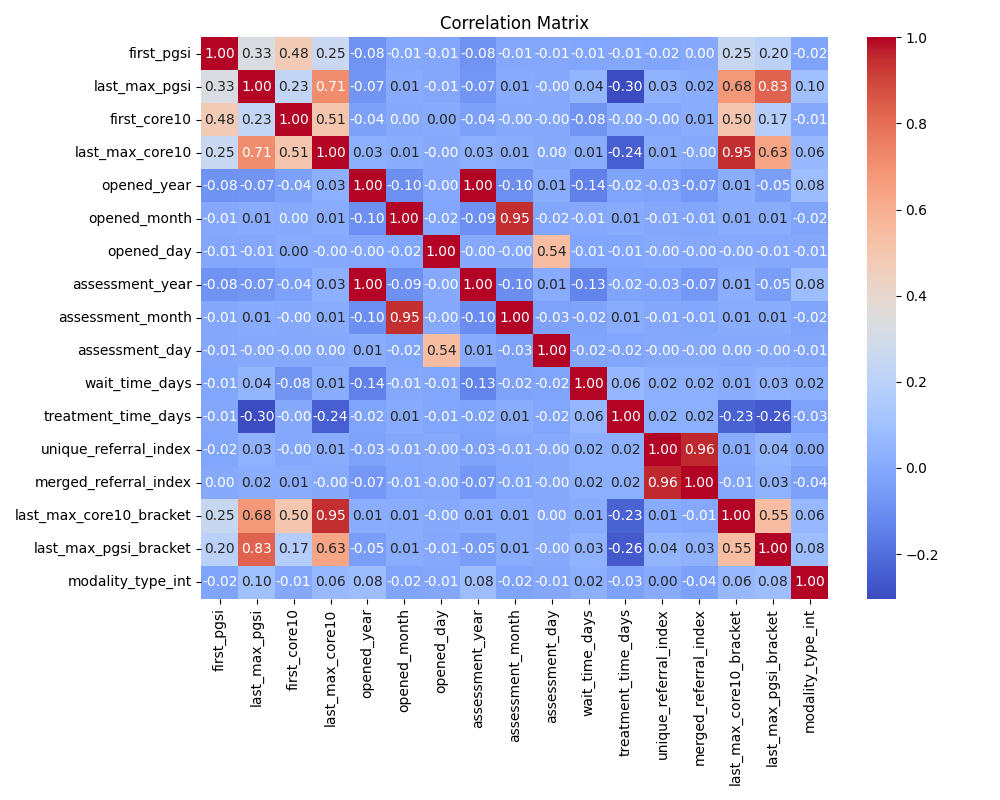 Correlation Matrix
first_pgsi 1.00 0.33 0.48 0.25 -0.08 -0.01 -0.01 -0.08 -0.01 -0.01 -0.01 -0.01 -0.02 0.00 0.25 0.20 -0.02
last_max_pgsi 0.33 1.00 0.23 0.71 -0.07 0.01 -0.01 -0.07 0.01 -0.00 0.04 -0.30 0.03 0.02 0.68 0.83 0.10
first_core10 0.48 0.23 1.00 0.51 -0.04 0.00 0.00 -0.04 -0.00 -0.00 -0.08 -0.00 -0.00 0.01 0.50 0.17 -0.01
last_max_core10 0.25 0.71 0.51 1.00 0.03 0.01 -0.00 0.03 0.01 0.00 0.01 -0.24 0.01 -0.00 0.95 0.63 0.06
opened_year -0.08 -0.07 -0.04 0.03 1.00 -0.10 -0.00 1.00 -0.10 0.01 -0.14 -0.02 -0.03 -0.07 0.01 -0.05 0.08
opened_month -0.01 0.01 0.00 0.01 -0.10 1.00 -0.02 -0.09 0.95 -0.02 -0.01 0.01 -0.01 -0.01 0.01 0.01 -0.02
opened_day -0.01 -0.01 0.00 -0.00 -0.00 -0.02 1.00 -0.00 -0.00 0.54 -0.01 -0.01 -0.00 -0.00 -0.00 -0.01 -0.01
assessment_year -0.08 -0.07 -0.04 0.03 1.00 -0.09 -0.00 1.00 -0.10 0.01 -0.13 -0.02 -0.03 -0.07 0.01 -0.05 0.08
assessment_month -0.01 0.01 -0.00 0.01 -0.10 0.95 -0.00 -0.10 1.00 -0.03 -0.02 0.01 -0.01 -0.01 0.01 0.01 -0.02
assessment_day -0.01 -0.00 -0.00 0.00 0.01 -0.02 0.54 0.01 -0.03 1.00 -0.02 -0.02 -0.00 -0.00 0.00 -0.00 -0.01
wait_time_days -0.01 0.04 -0.08 0.01 -0.14 -0.01 -0.01 -0.13 -0.02 -0.02 1.00 0.06 0.02 0.02 0.01 0.03 0.02
treatment_time_days -0.01 -0.30 -0.00 -0.24 -0.02 0.01 -0.01 -0.02 0.01 -0.02 0.06 1.00 0.02 0.02 -0.23 -0.26 -0.03
unique_referral_index -0.02 0.03 -0.00 0.01 -0.03 -0.01 -0.00 -0.03 -0.01 -0.00 0.02 0.02 1.00 0.96 0.01 0.04 0.00
merged_referral_index 0.00 0.02 0.01 -0.00 -0.07 -0.01 -0.00 -0.07 -0.01 -0.00 0.02 0.02 0.96 1.00 -0.01 0.03 -0.04
last_max_core10_bracket 0.25 0.68 0.50 0.95 0.01 0.01 -0.00 0.01 0.01 0.00 0.01 -0.23 0.01 -0.01 1.00 0.55 0.06
last_max_pgsi_bracket 0.20 0.83 0.17 0.63 -0.05 0.01 -0.01 -0.05 0.01 -0.00 0.03 -0.26 0.04 0.03 0.55 1.00 0.08
modality_type_int -0.02 0.10 -0.01 0.06 0.08 -0.02 -0.01 0.08 -0.02 -0.01 0.02 -0.03 0.00 -0.04 0.06 0.08 1.00
first_pgsi
last_max_pgsi
first_core10
last_max_core10
opened_year
opened_month
opened_day
assessment_year
assessment_month
assessment_day
wait_time_days
treatment_time_days
unique_referral_index
merged_referral_index
last_max_core10_bracket
last_max_pgsi_bracket
modality_type_int
1.0
0.8
0.6
0.4
0.2
0.0
−0.2